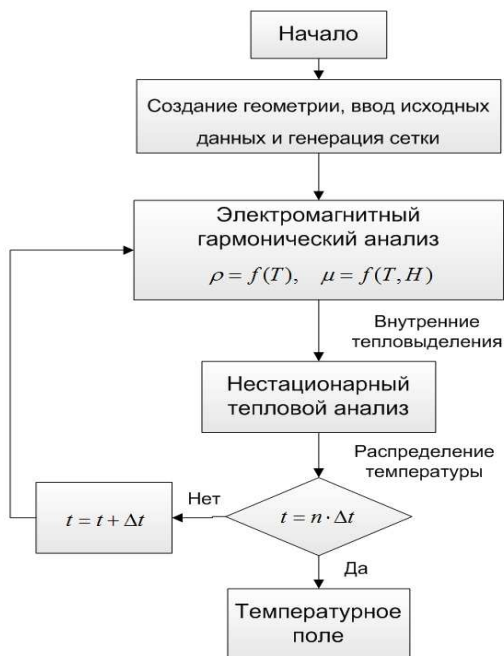 Начало
Создание геометрии, ввод исходных
данных и генерация сетки
Электромагнитный
гармонический анализ
ρ = f(T), μ = f(T, H)
Внутренние
тепловыделения
Нестационарный
тепловой анализ
Распределение
температуры
Нет
t = t + Δt
t = n · Δt
Да
Температурное
поле